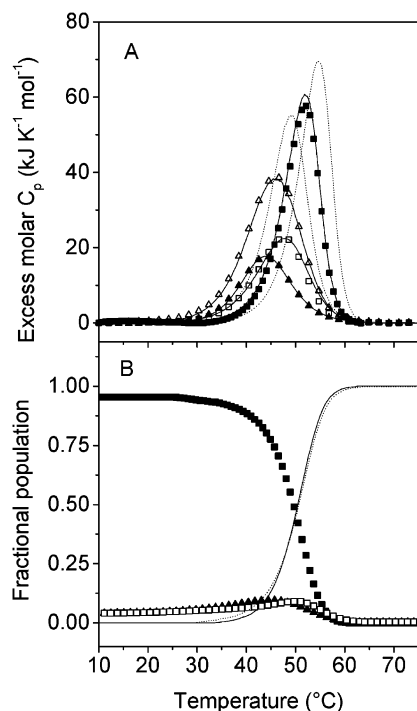 A
Excess molar Cp (kJ K⁻¹ mol⁻¹)
80
60
40
20
0
B
Fractional population
1.00
0.75
0.50
0.25
0.00
10 20 30 40 50 60 70
Temperature (°C)